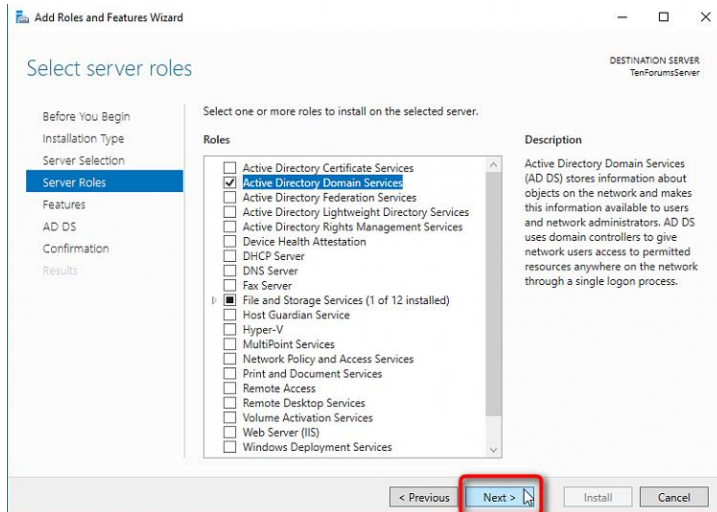 Add Roles and Features Wizard
Select server roles
DESTINATION SERVER
TenForumsServer
Before You Begin
Installation Type
Server Selection
Server Roles
Features
AD DS
Confirmation
Results
Select one or more roles to install on the selected server.
Roles
Active Directory Certificate Services
Active Directory Domain Services
Active Directory Federation Services
Active Directory Lightweight Directory Services
Active Directory Rights Management Services
Device Health Attestation
DHCP Server
DNS Server
Fax Server
File and Storage Services (1 of 12 installed)
Host Guardian Service
Hyper-V
MultiPoint Services
Network Policy and Access Services
Print and Document Services
Remote Access
Remote Desktop Services
Volume Activation Services
Web Server (IIS)
Windows Deployment Services
Description
Active Directory Domain Services
(AD DS) stores information about
objects on the network and makes
this information available to users
and network administrators. AD DS
uses domain controllers to give
network users access to permitted
resources anywhere on the network
through a single logon process.
< Previous
Next >
Install
Cancel